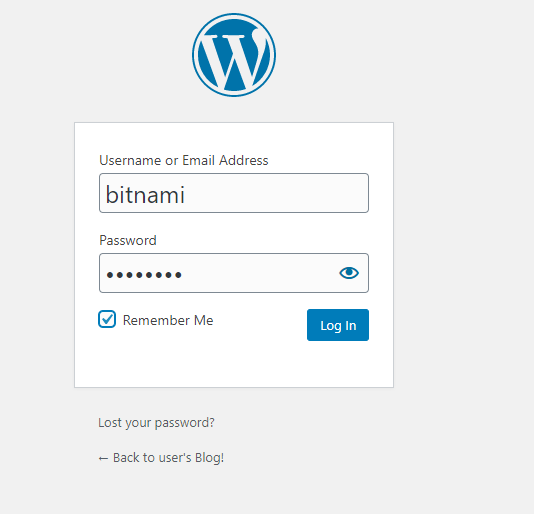 Username or Email Address
bitnami
Password
••••••••
Remember Me
Log In
Lost your password?
← Back to user's Blog!